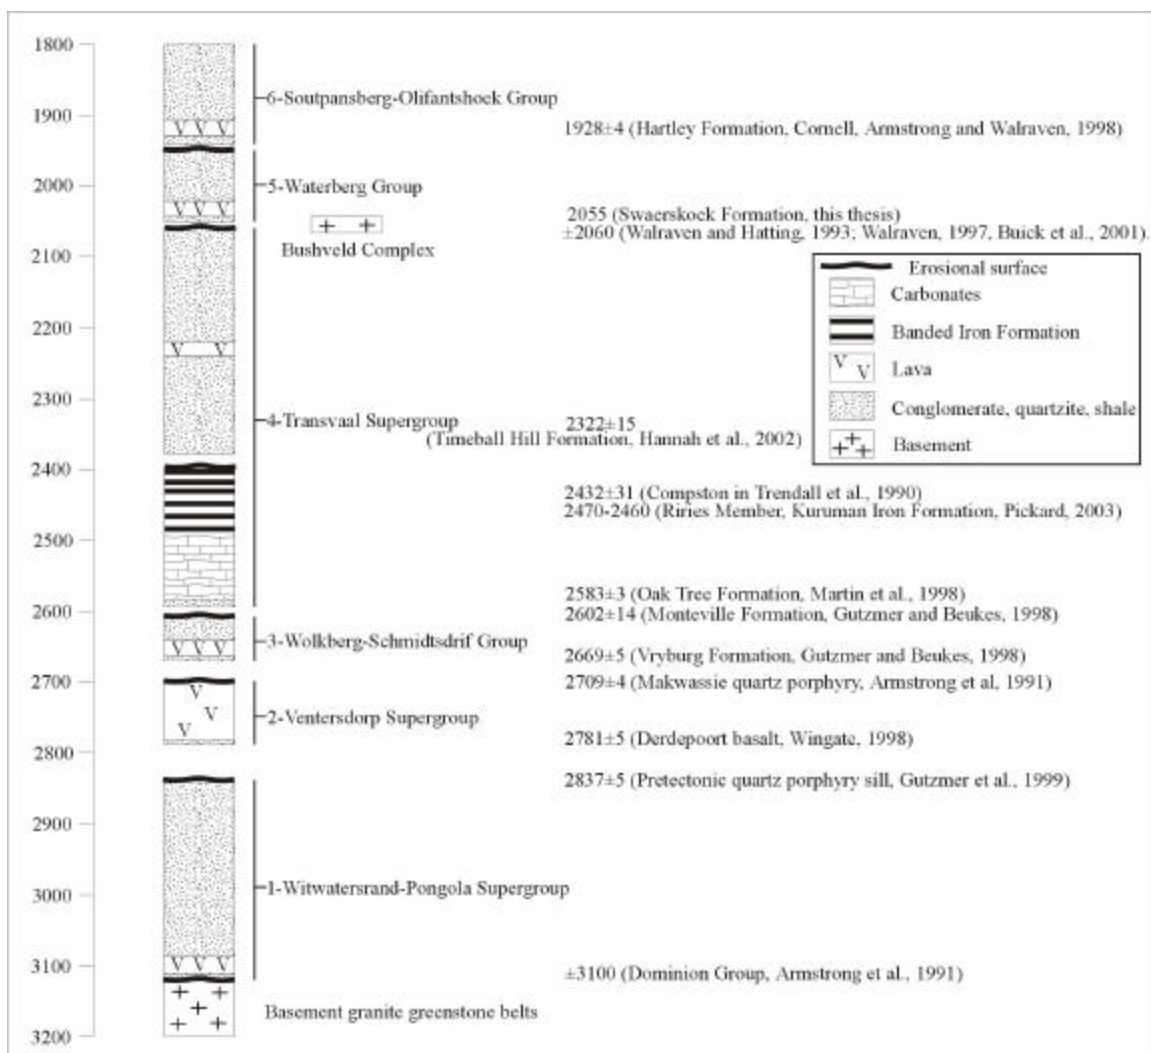 1800
6-Soutpansberg-Olifantshoek Group
1900
1928±4 (Hartley Formation, Cornell, Armstrong and Walraven, 1998)
V V V
2000
5-Waterberg Group
V V V
2055 (Swaerskoek Formation, this thesis)
±2060 (Walraven and Hatting, 1993; Walraven, 1997, Buick et al., 2001).
+ +
Bushveld Complex
2100
Erosional surface
Carbonates
Banded Iron Formation
V V
Lava
Conglomerate, quartzite, shale
+ + +
Basement
2200
V V
2300
4-Transvaal Supergroup
2322±15
(Timeball Hill Formation, Hannah et al., 2002)
2400
2432±31 (Compston in Trendall et al., 1990)
2470-2460 (Riries Member, Kuruman Iron Formation, Pickard, 2003)
2500
2583±3 (Oak Tree Formation, Martin et al., 1998)
2600
2602±14 (Monteville Formation, Gutzmer and Beukes, 1998)
3-Wolkberg-Schmidtsdrif Group
V V V
2669±5 (Vryburg Formation, Gutzmer and Beukes, 1998)
2700
2709±4 (Makwassie quartz porphyry, Armstrong et al, 1991)
V
V
V
2-Ventersdorp Supergroup
2781±5 (Derdepoort basalt, Wingate, 1998)
2800
2837±5 (Pretectonic quartz porphyry sill, Gutzmer et al., 1999)
2900
1-Witwatersrand-Pongola Supergroup
3000
3100
V V V
±3100 (Dominion Group, Armstrong et al., 1991)
+ +
+
+ +
Basement granite greenstone belts
3200